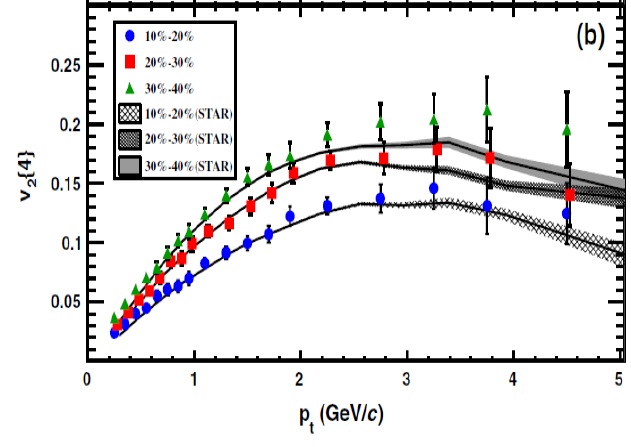 (b)
10%-20%
20%-30%
30%-40%
10%-20%(STAR)
20%-30%(STAR)
30%-40%(STAR)
0.25
0.2
0.15
0.1
0.05
v2{4}
0 1 2 3 4 5
pt (GeV/c)